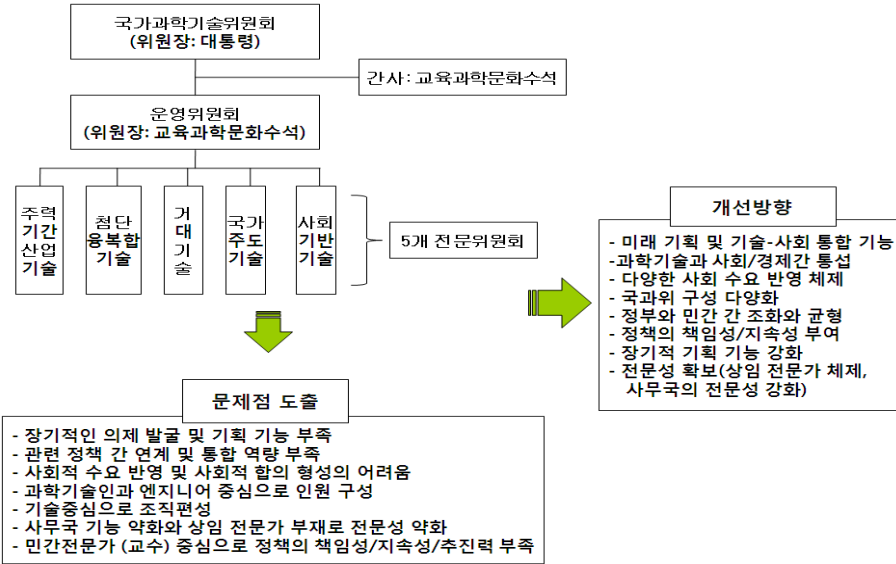 국가과학기술위원회
(위원장: 대통령)
간사: 교육과학문화수석
운영위원회
(위원장: 교육과학문화수석)
주력
기간
산업
기술
첨단
융복합
기술
거
대
기
술
국가
주도
기술
사회
기반
기술
5개 전문위원회
개선방향
- 미래 기획 및 기술-사회 통합 기능
-과학기술과 사회/경제간 통섭
- 다양한 사회 수요 반영 체제
- 국과위 구성 다양화
- 정부와 민간 간 조화와 균형
- 정책의 책임성/지속성 부여
- 장기적 기획 기능 강화
- 전문성 확보(상임 전문가 체제,
사무국의 전문성 강화)
문제점 도출
- 장기적인 의제 발굴 및 기획 기능 부족
- 관련 정책 간 연계 및 통합 역량 부족
- 사회적 수요 반영 및 사회적 합의 형성의 어려움
- 과학기술인과 엔지니어 중심으로 인원 구성
- 기술중심으로 조직편성
- 사무국 기능 약화와 상임 전문가 부재로 전문성 약화
- 민간전문가 (교수) 중심으로 정책의 책임성/지속성/추진력 부족